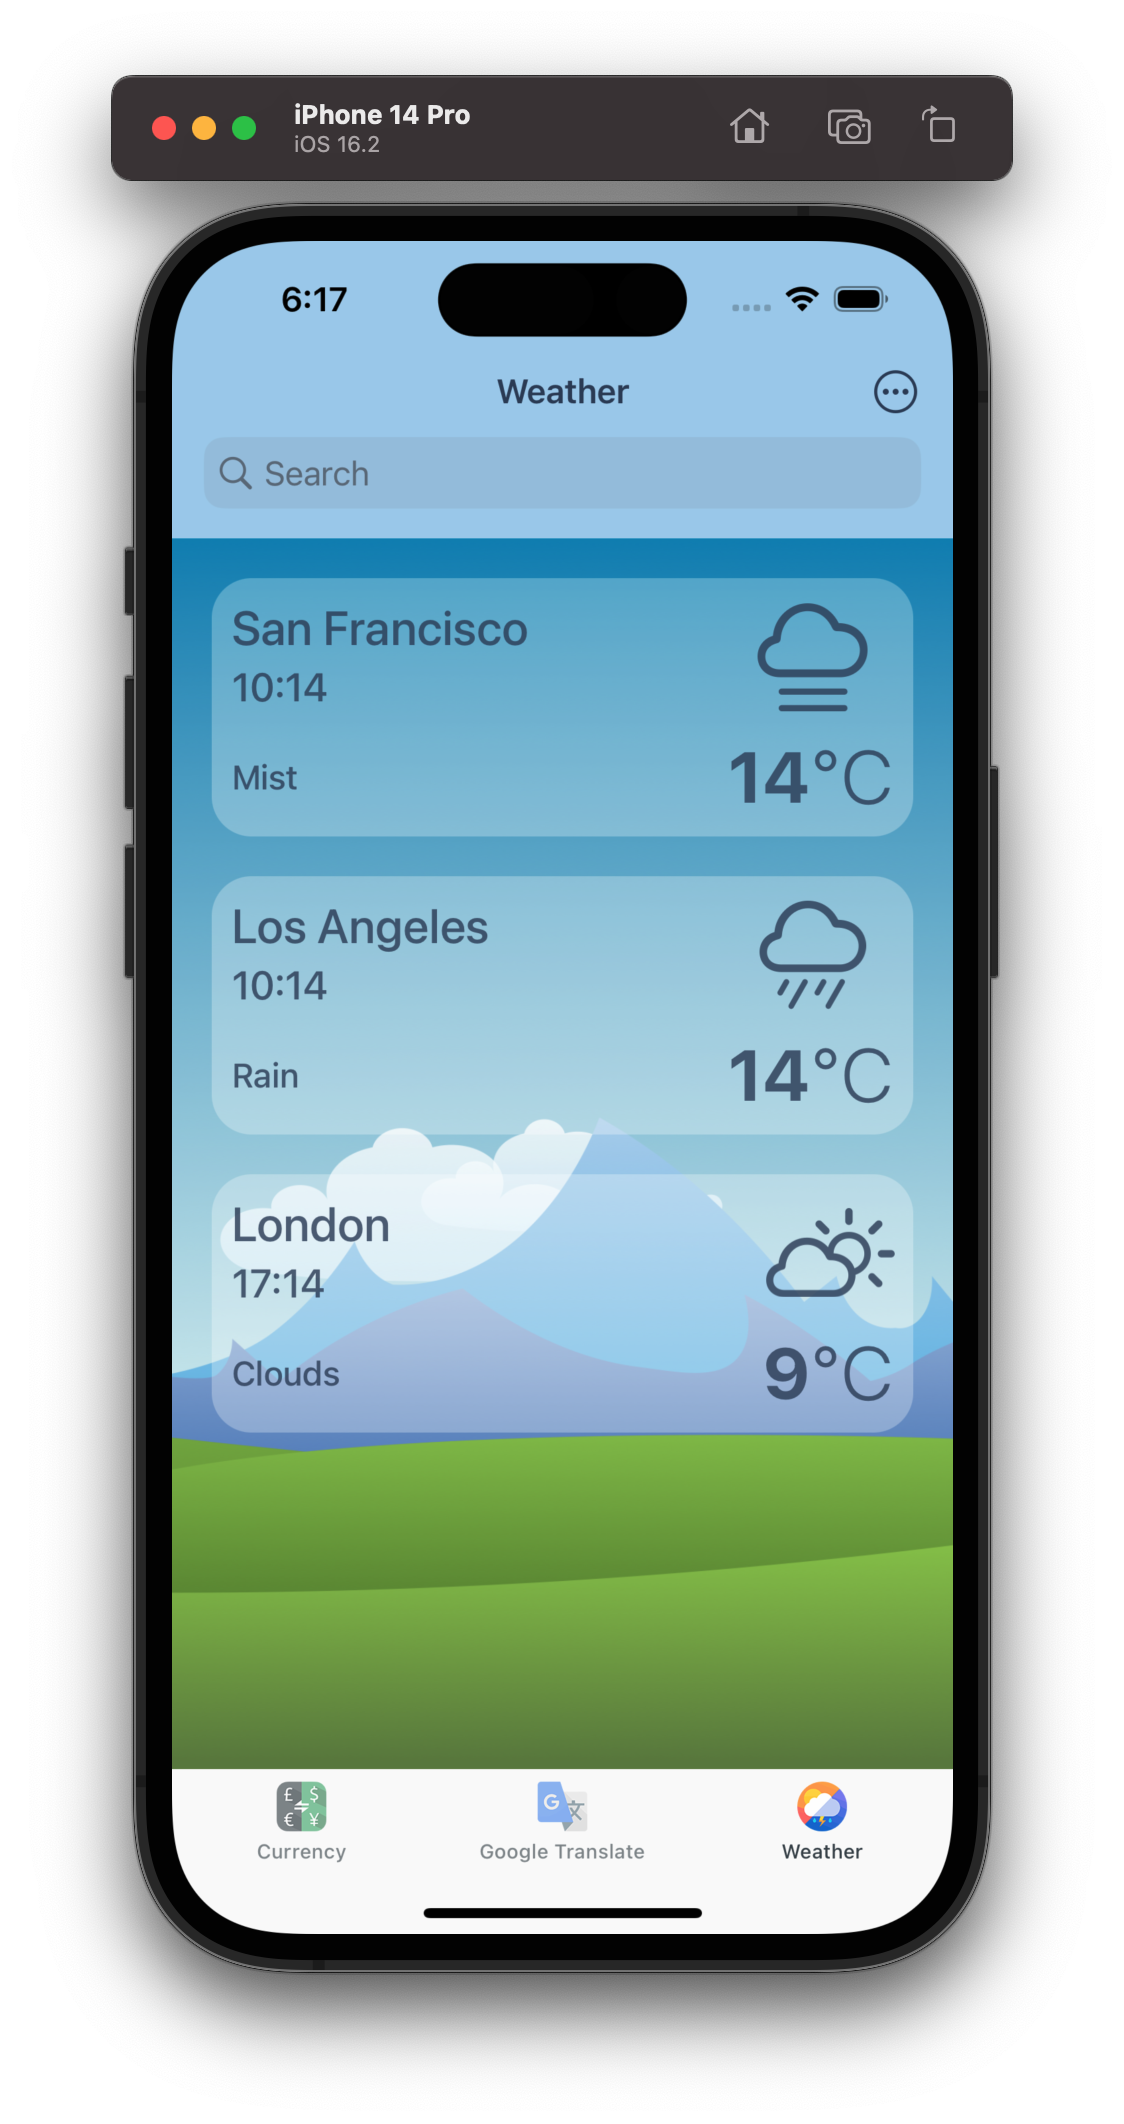 iPhone 14 Pro
iOS 16.2
6:17
Weather
Search
San Francisco
10:14
Mist
14°C
Los Angeles
10:14
Rain
14°C
London
17:14
Clouds
9°C
£ $
€ ¥
G 文
Currency
Google Translate
Weather